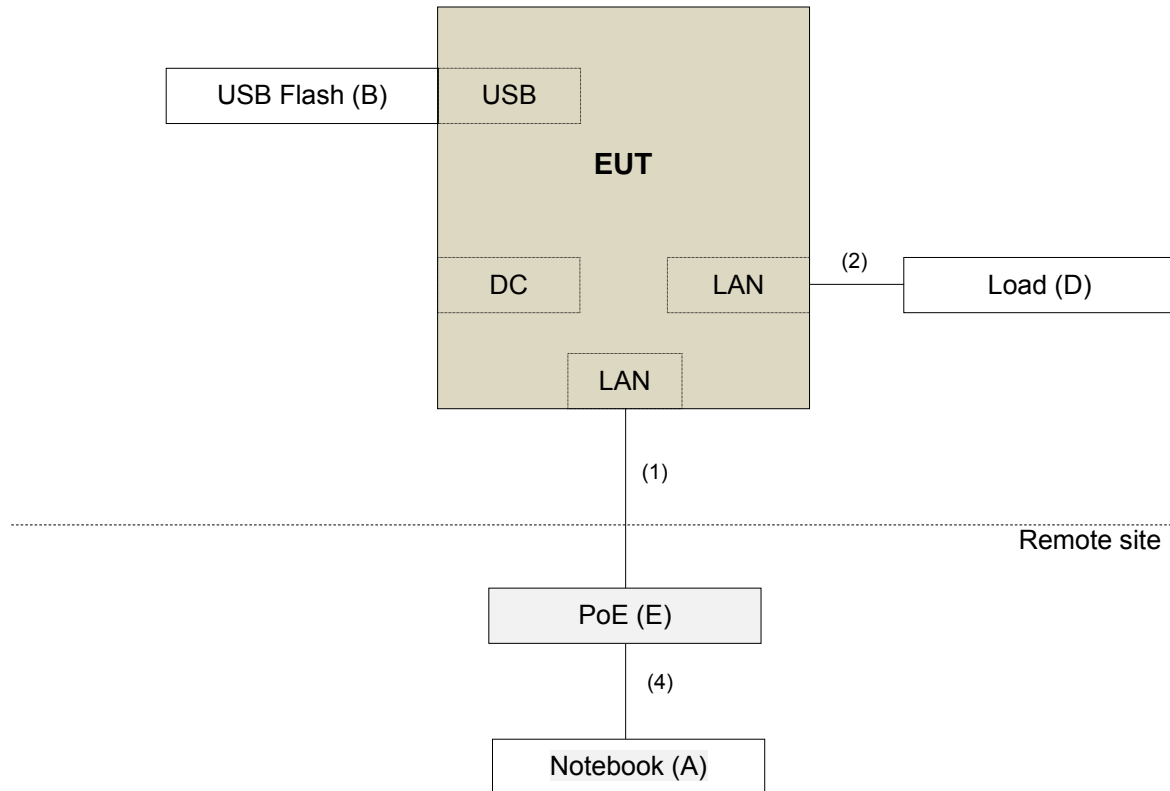 USB Flash (B)
USB
EUT
DC
LAN
(2)
Load (D)
LAN
(1)
Remote site
PoE (E)
(4)
Notebook (A)